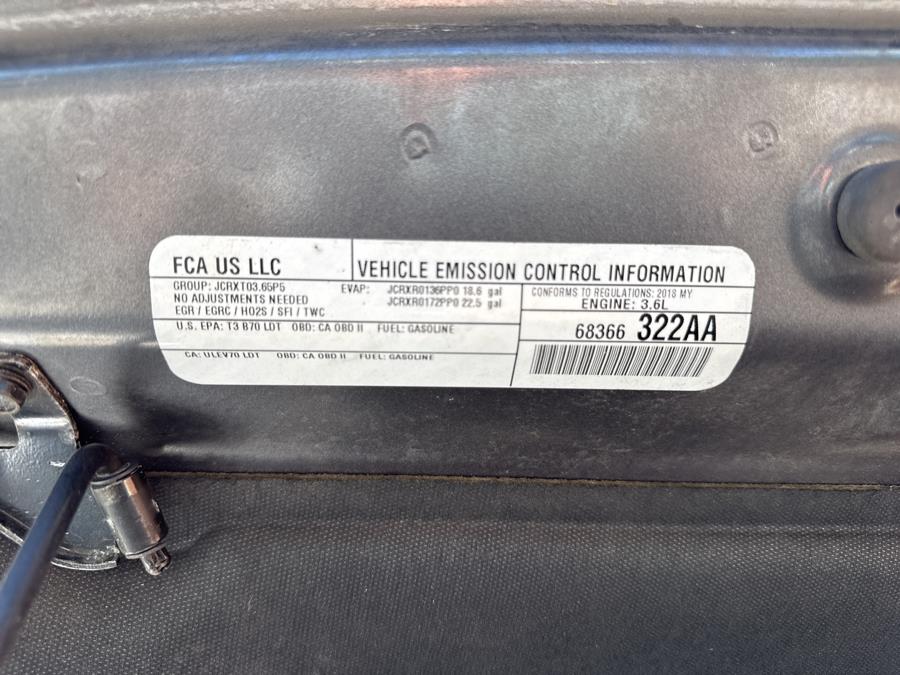 FCA US LLC
VEHICLE EMISSION CONTROL INFORMATION
GROUP: JCRXT03.65P5
NO ADJUSTMENTS NEEDED
EGR / EGRC / HO2S / SFI / TWC
EVAP: JCRXR0136PP0 18.6 gal
JCRXR0172PP0 22.5 gal
CONFORMS TO REGULATIONS: 2018 MY
ENGINE: 3.6L
U.S. EPA: T3 B70 LDT OBD: CA OBD II FUEL: GASOLINE
68366 322AA
CA: ULEV70 LDT OBD: CA OBD II FUEL: GASOLINE